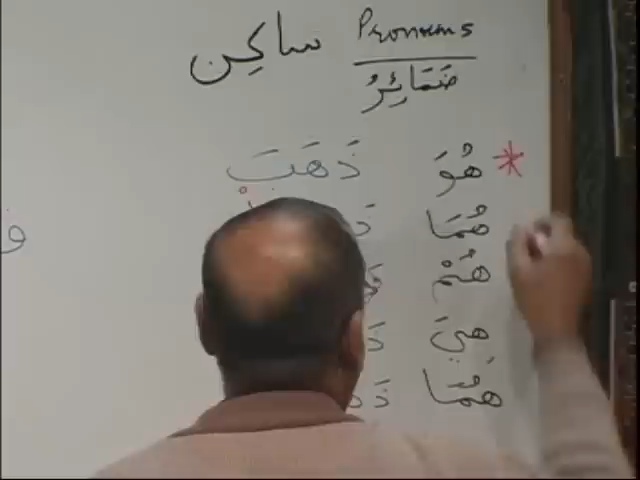 Pronouns ساكِن
ضَمَائِرُ
* هُوَ ذَهَبَ
هُمَا
هُمْ
هِيَ
هُمَا